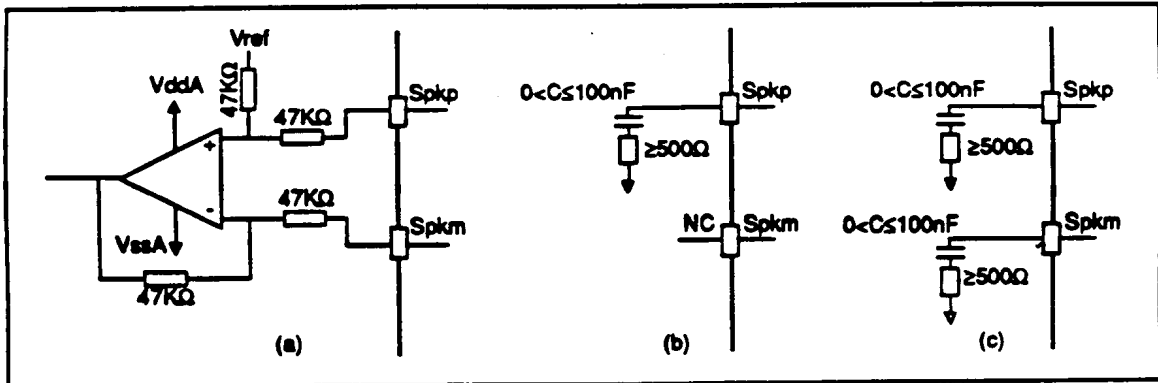 Vref
VddA
47KΩ
47KΩ
Spkp
+
-
47KΩ
Spkm
VssA
47KΩ
(a)
0<C≤100nF
Spkp
≥500Ω
NC
Spkm
(b)
0<C≤100nF
Spkp
≥500Ω
0<C≤100nF
Spkm
≥500Ω
(c)